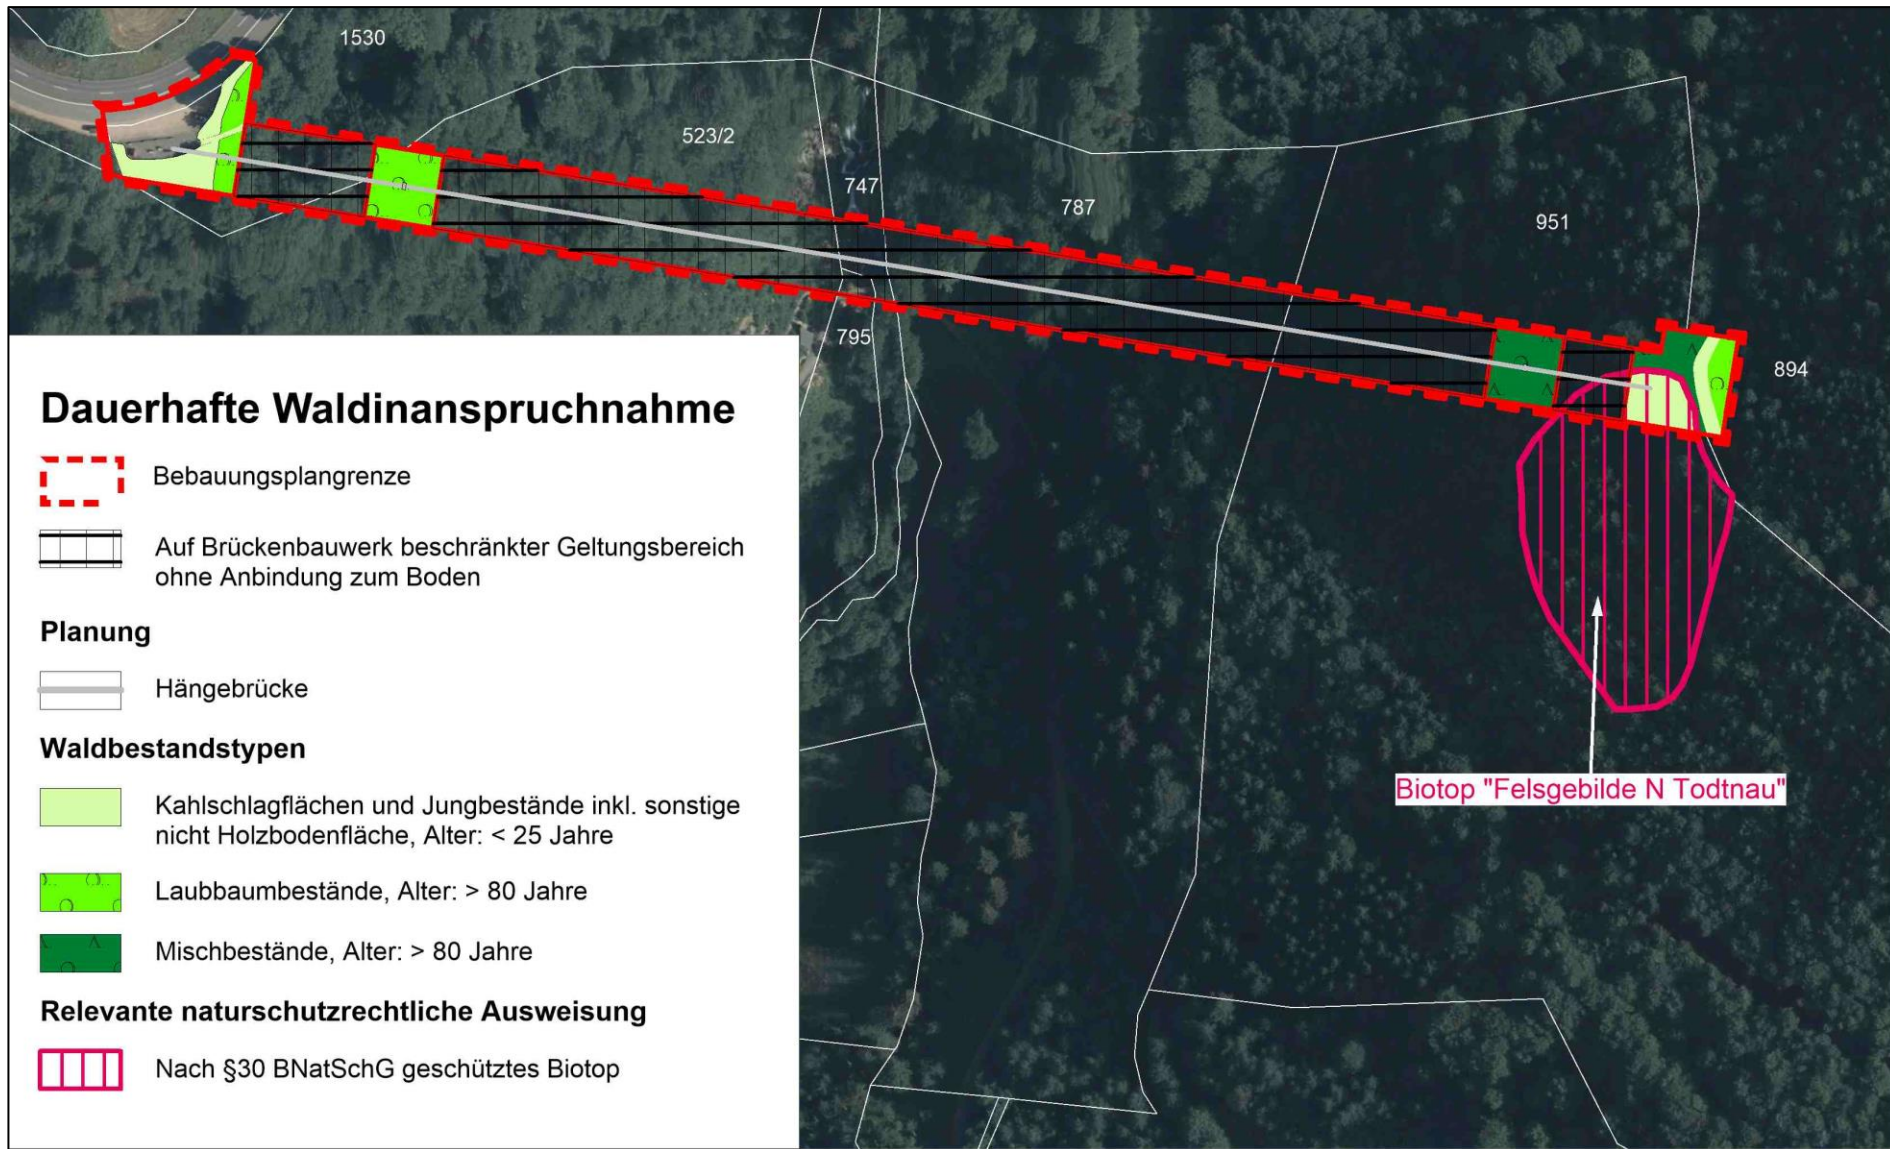 1530
523/2
747
787
951
795
894
Dauerhafte Waldinanspruchnahme
Bebauungsplangrenze
Auf Brückenbauwerk beschränkter Geltungsbereich
ohne Anbindung zum Boden
Planung
Hängebrücke
Waldbestandstypen
Kahlschlagflächen und Jungbestände inkl. sonstige
nicht Holzbodenfläche, Alter: < 25 Jahre
Laubbaumbestände, Alter: > 80 Jahre
Mischbestände, Alter: > 80 Jahre
Relevante naturschutzrechtliche Ausweisung
Nach §30 BNatSchG geschütztes Biotop
Biotop "Felsgebilde N Todtnau"